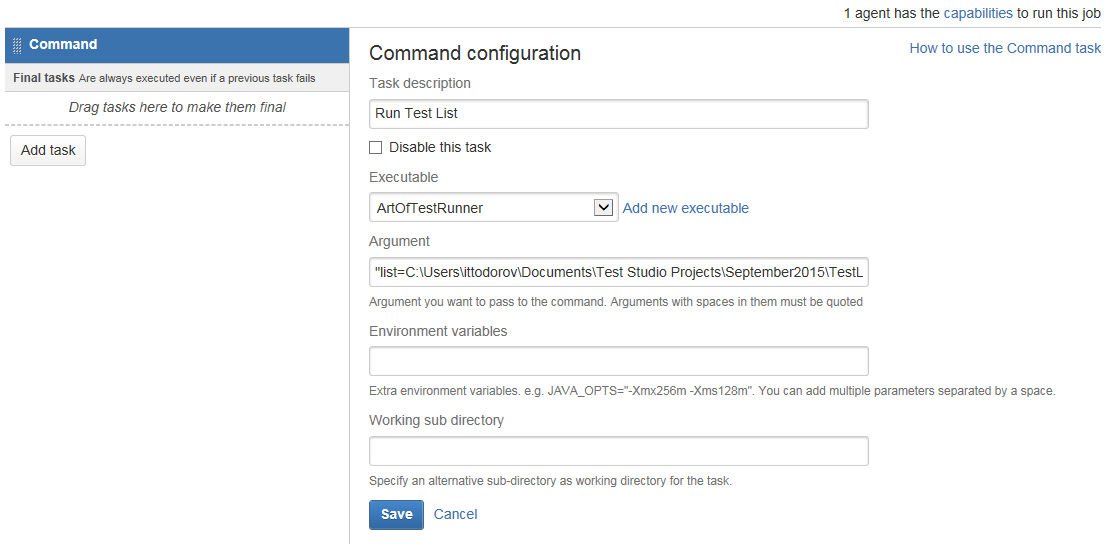 1 agent has the capabilities to run this job
Command
Final tasks Are always executed even if a previous task fails
Drag tasks here to make them final
Add task
Command configuration
How to use the Command task
Task description
Run Test List
Disable this task
Executable
ArtOfTestRunner
Add new executable
Argument
"list=C:\Users\ittodorov\Documents\Test Studio Projects\September2015\TestL
Argument you want to pass to the command. Arguments with spaces in them must be quoted
Environment variables
Extra environment variables. e.g. JAVA_OPTS="-Xmx256m -Xms128m". You can add multiple parameters separated by a space.
Working sub directory
Specify an alternative sub-directory as working directory for the task.
Save
Cancel